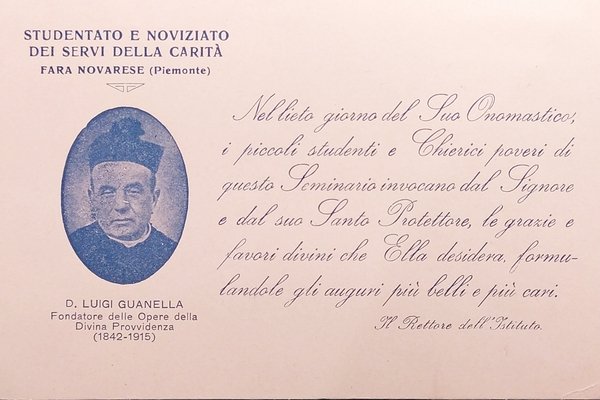 STUDENTATO E NOVIZIATO
DEI SERVI DELLA CARITÀ
FARA NOVARESE (Piemonte)
D. LUIGI GUANELLA
Fondatore delle Opere della
Divina Provvidenza
(1842-1915)
Nel lieto giorno del Suo Onomastico,
i piccoli studenti e Chierici poveri di
questo Seminario invocano dal Signore
e dal suo Santo Protettore, le grazie e
favori divini che Ella desidera, formu-
landole gli auguri più belli e più cari.
Il Rettore dell'Istituto.